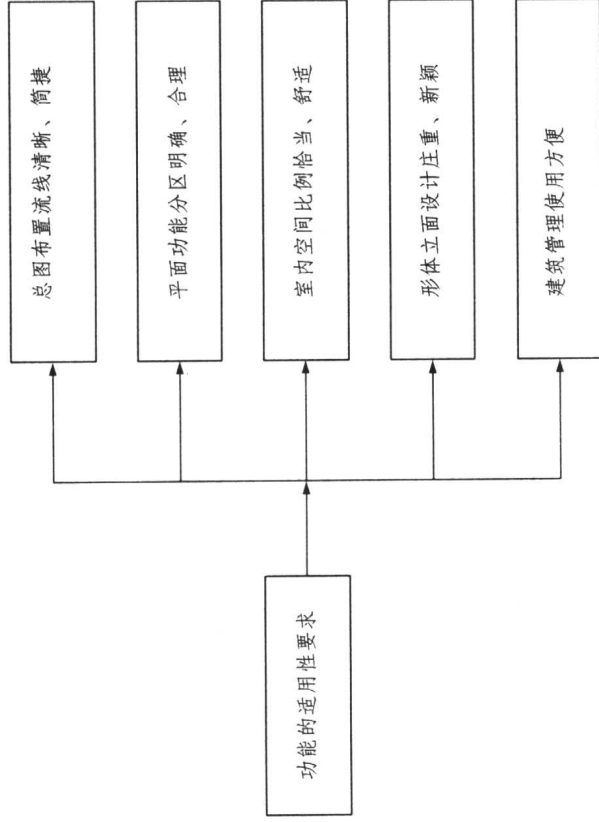 功能的适用性要求
总图布置流线清晰、简捷
平面功能分区明确、合理
室内空间比例恰当、舒适
形体立面设计庄重、新颖
建筑管理使用方便